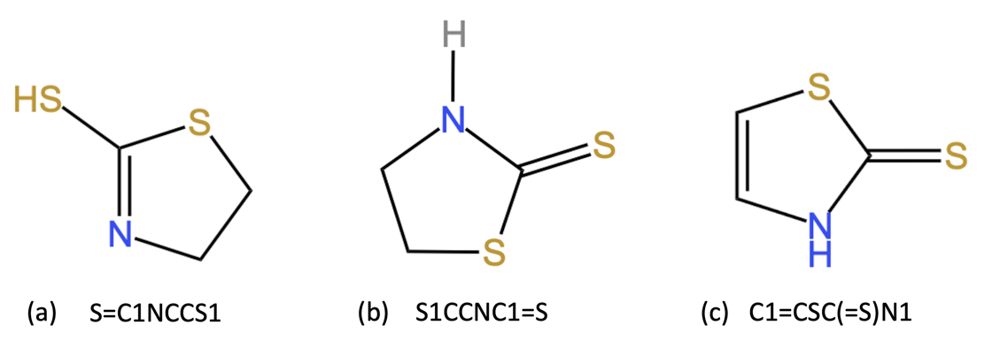 H
HS
S
N
S
S
S
N
S
N
H
(a) S=C1NCCS1
(b) S1CCNC1=S
(c) C1=CSC(=S)N1